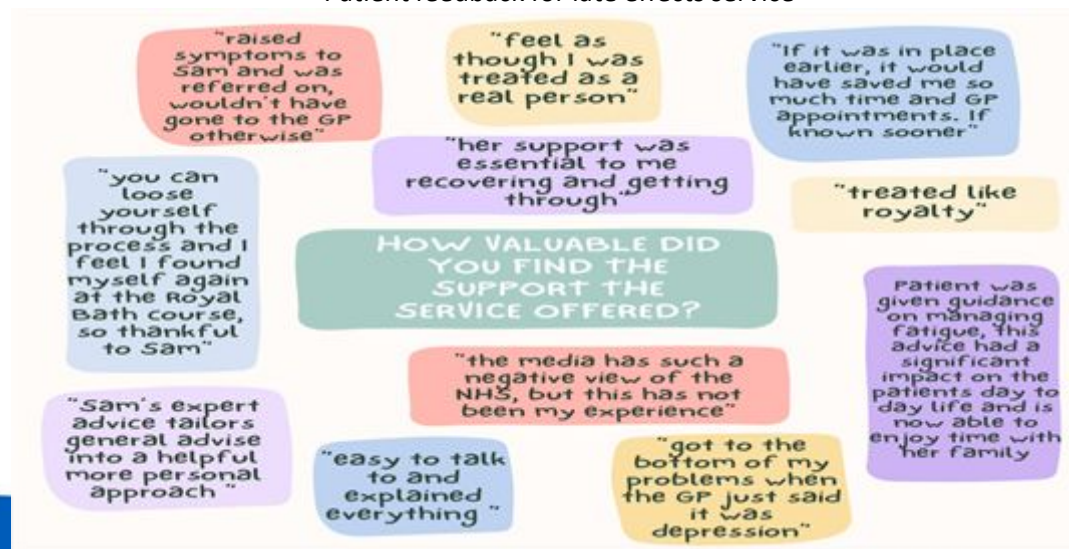 Patient feedback for late effects service
"raised
symptoms to
Sam and was
referred on,
wouldn't have
gone to the GP
otherwise"
"feel as
though I was
treated as a
real person"
"If it was in place
earlier, it would
have saved me so
much time and GP
appointments. If
known sooner"
"her support was
essential to me
recovering and getting
through"
"you can
loose
yourself
through the
process and I
feel I found
myself again
at the Royal
Bath course,
so thankful
to Sam"
"treated like
royalty"
HOW VALUABLE DID
YOU FIND THE
SUPPORT THE
SERVICE OFFERED?
Patient was
given guidance
on managing
fatigue, this
advice had a
significant
impact on the
patients day to
day life and is
now able to
enjoy time with
her family
"the media has such a
negative view of the
NHS, but this has not
been my experience"
"Sam's expert
advice tailors
general advise
into a helpful
more personal
approach "
"easy to talk
to and
explained
everything "
"got to the
bottom of my
problems when
the GP just said
it was
depression"